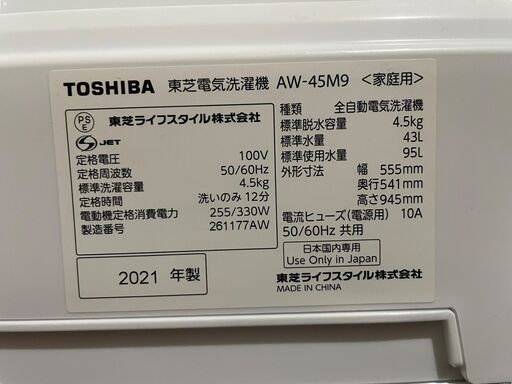 TOSHIBA 東芝電気洗濯機 AW-45M9 <家庭用>
PS
E
東芝ライフスタイル株式会社
JET
定格電圧 100V
定格周波数 50/60Hz
標準洗濯容量 4.5kg
定格時間 洗いのみ 12分
電動機定格消費電力 255/330W
製造番号 261177AW
2021 年製
種類 全自動電気洗濯機
標準脱水容量 4.5kg
標準水量 43L
標準使用水量 95L
外形寸法 幅 555mm
奥行541mm
高さ945mm
電流ヒューズ(電源用) 10A
50/60Hz 共用
日本国内専用
Use Only in Japan
東芝ライフスタイル株式会社
MADE IN CHINA